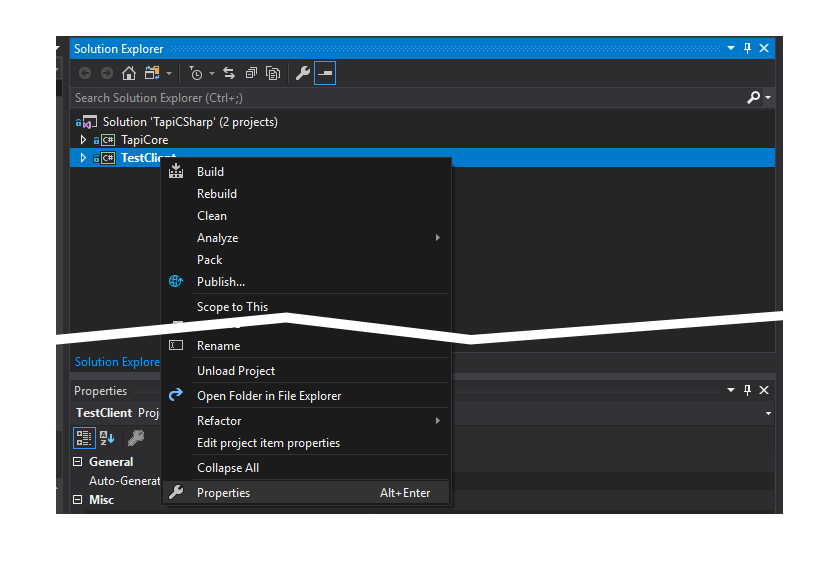 Solution Explorer
Search Solution Explorer (Ctrl+;)
Solution 'TapiCSharp' (2 projects)
C# TapiCore
C# TestClient
Build
Rebuild
Clean
Analyze
Pack
Publish...
Scope to This
Rename
Solution Explore
Unload Project
Properties
Open Folder in File Explorer
TestClient Proj
Refactor
Edit project item properties
General
Collapse All
Auto-Generat
Properties Alt+Enter
Misc